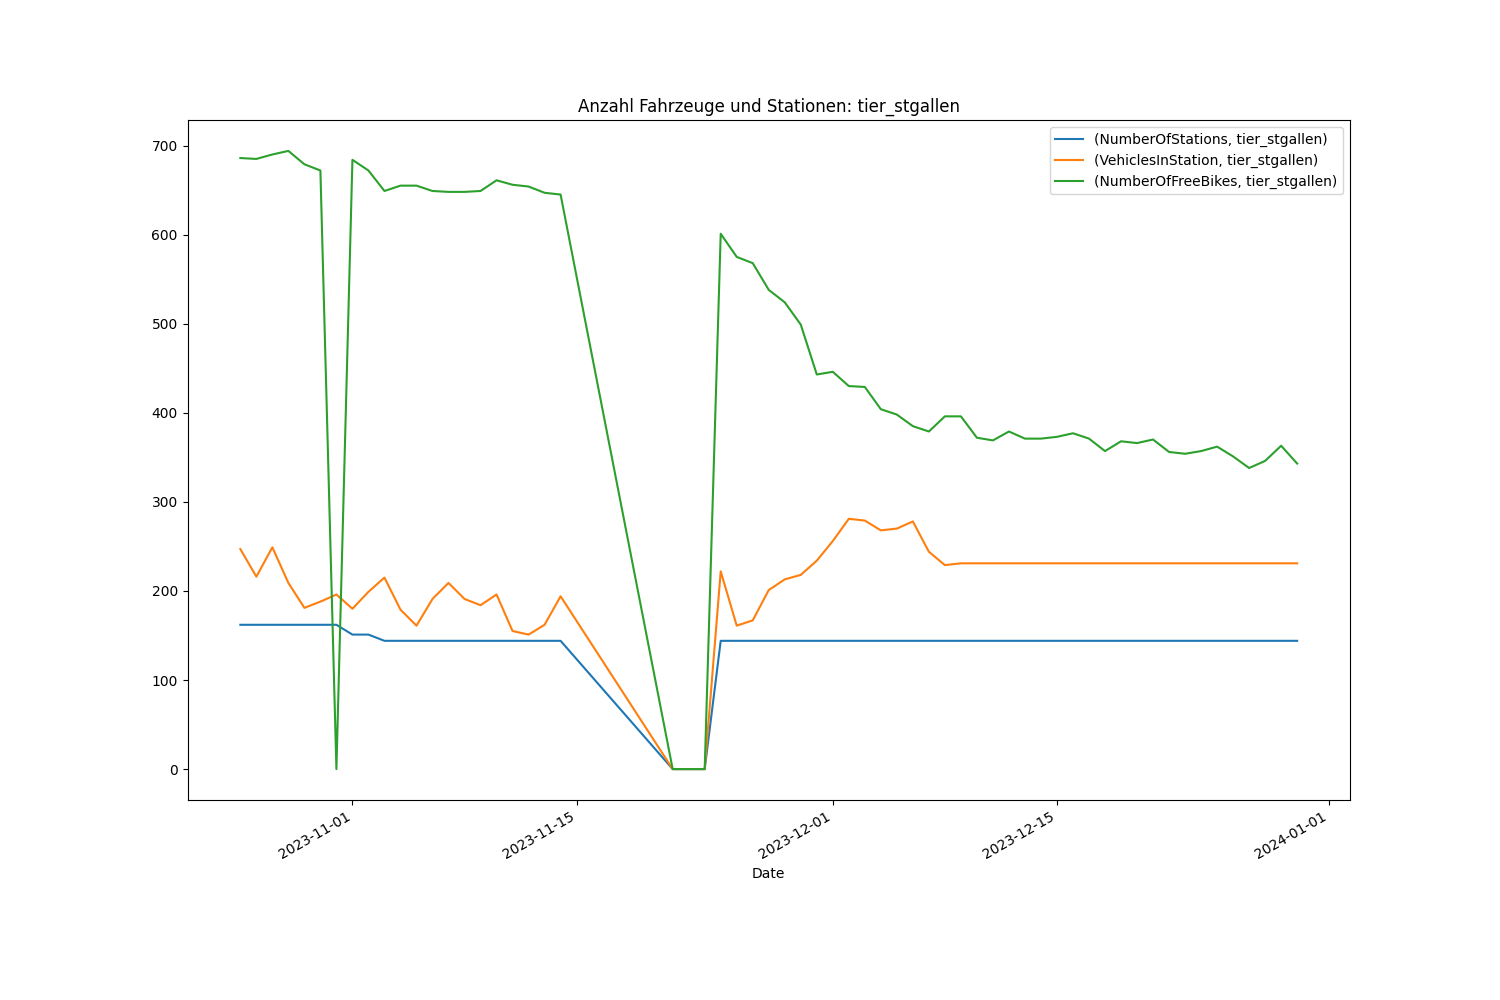 Anzahl Fahrzeuge und Stationen: tier_stgallen
(NumberOfStations, tier_stgallen)
(VehiclesInStation, tier_stgallen)
(NumberOfFreeBikes, tier_stgallen)
700
600
500
400
300
200
100
0
2023-11-01
2023-11-15
2023-12-01
2023-12-15
2024-01-01
Date